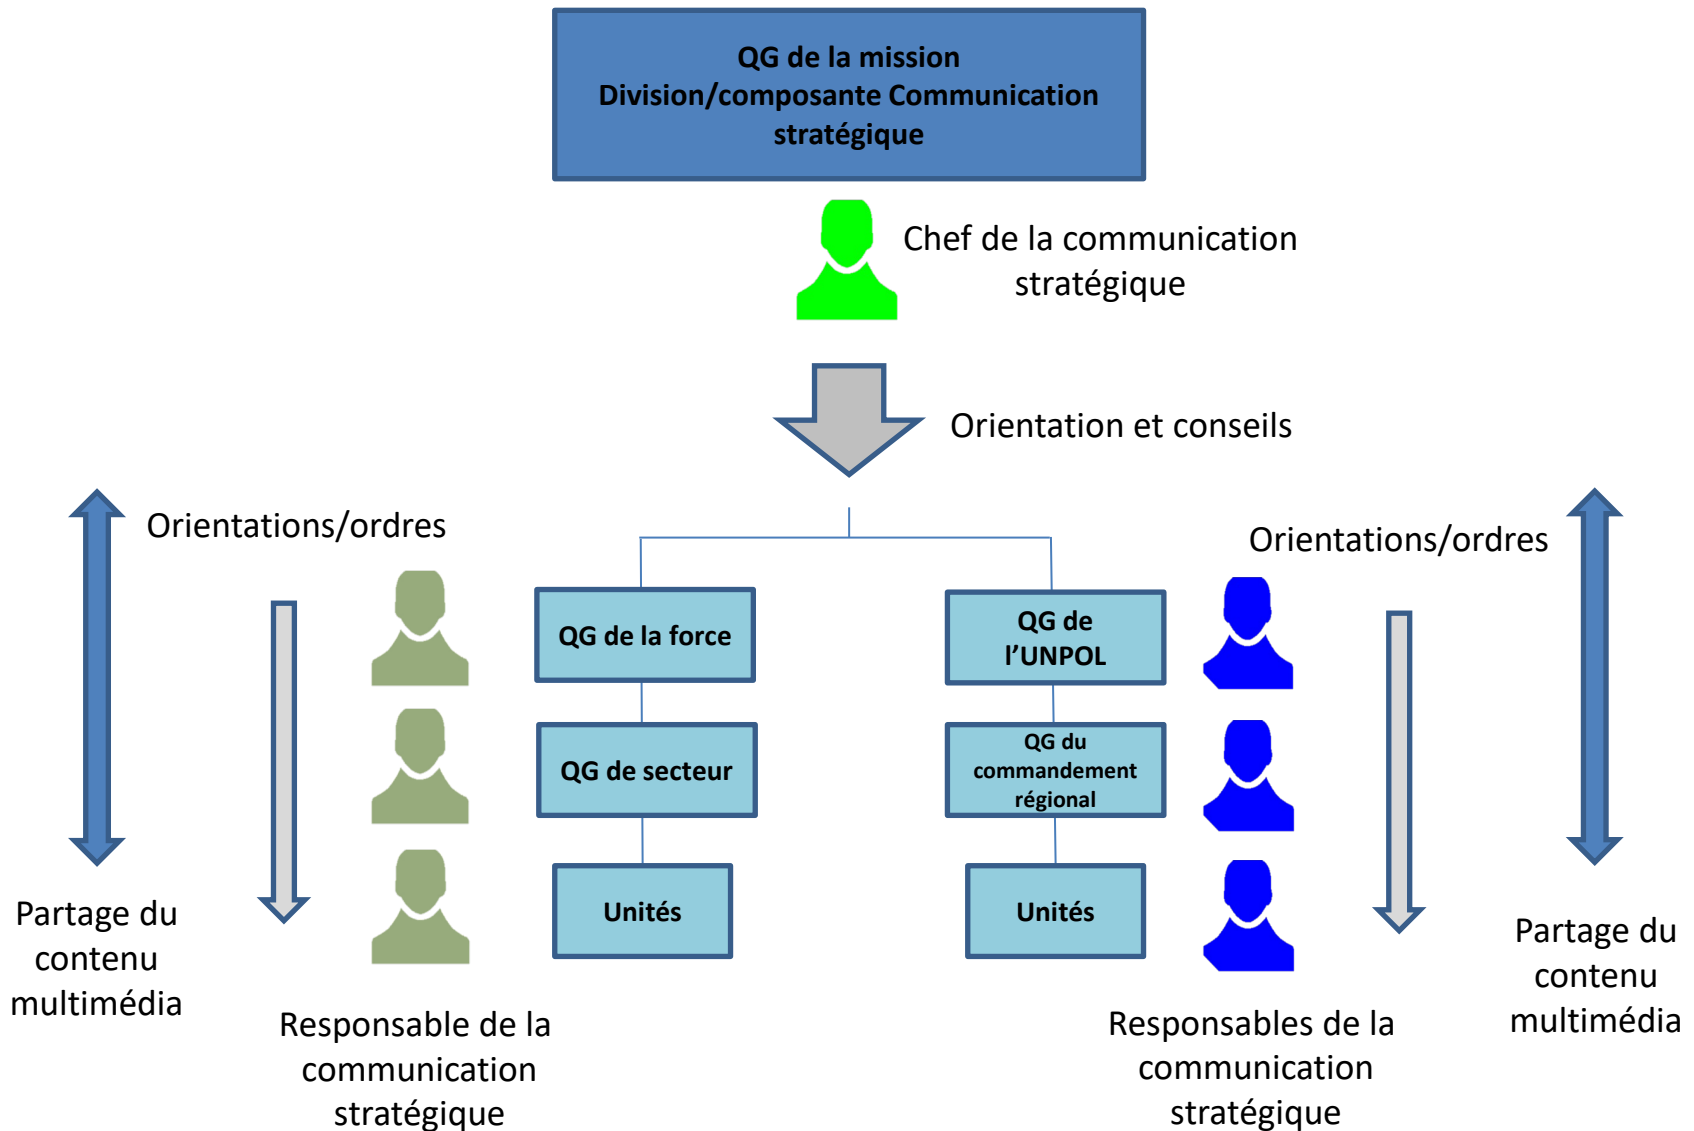 QG de la mission
Division/composante Communication
stratégique
Chef de la communication
stratégique
Orientation et conseils
Orientations/ordres
Orientations/ordres
QG de la force
QG de
l’UNPOL
QG de secteur
QG du
commandement
régional
Unités
Unités
Partage du
contenu
multimédia
Partage du
contenu
multimédia
Responsable de la
communication
stratégique
Responsables de la
communication
stratégique